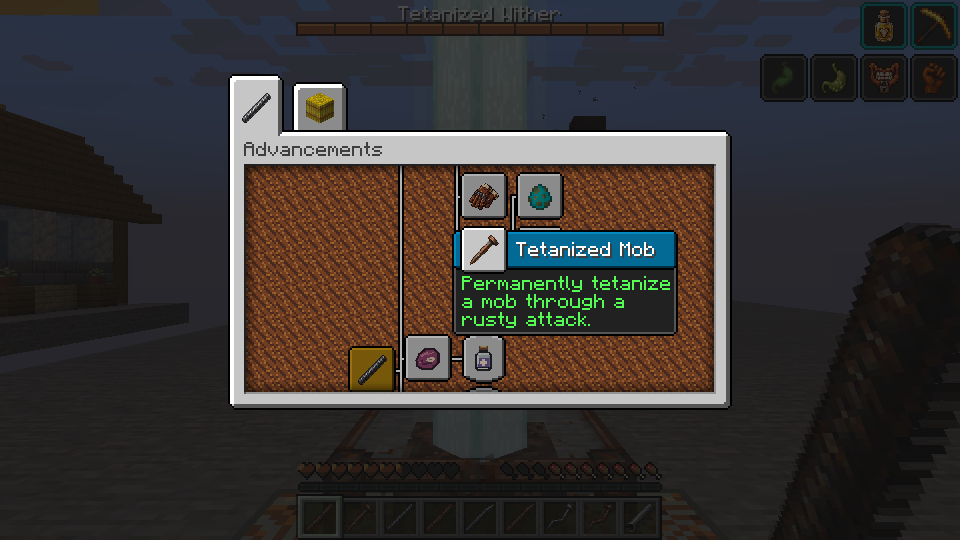 Tetanized Wither
Advancements
Tetanized Mob
Permanently tetanize
a mob through a
rusty attack.